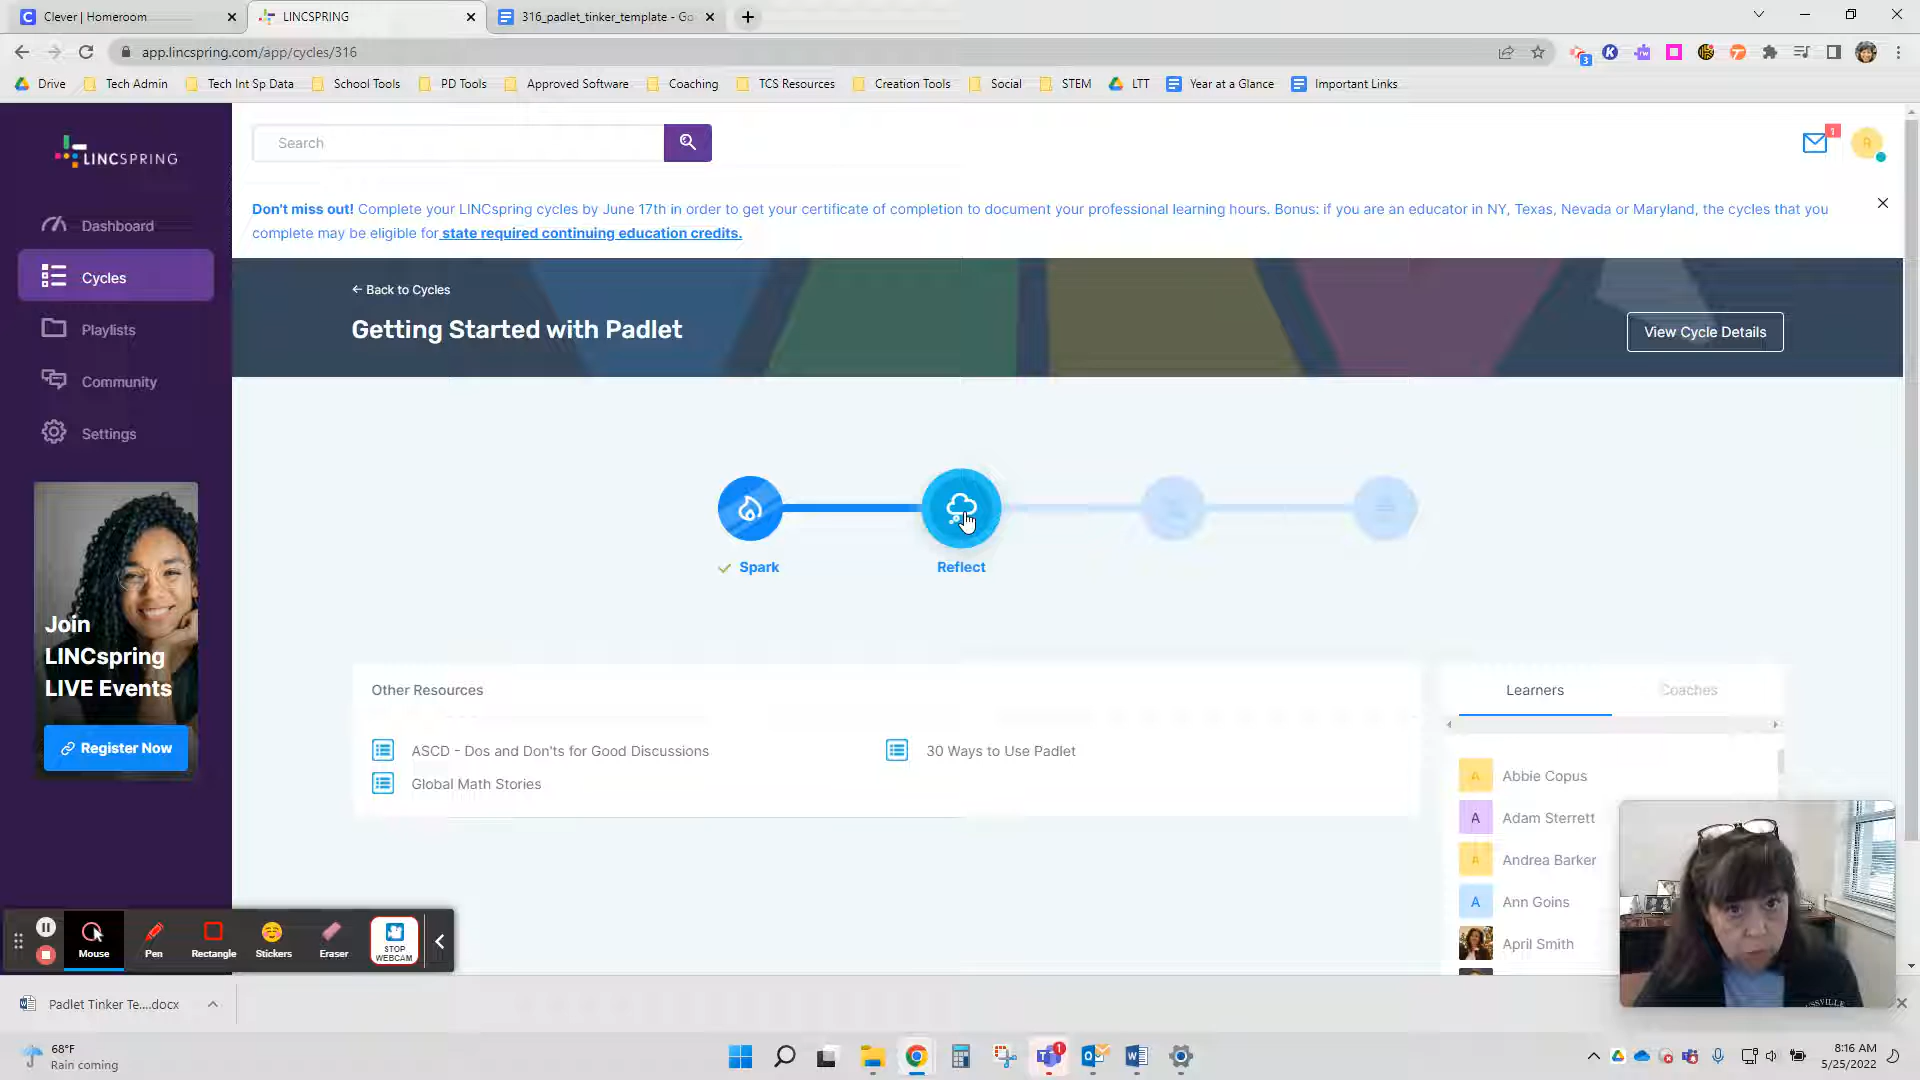 Clever | Homeroom
LINCSPRING
316_padlet_tinker_template - Go
app.lincspring.com/app/cycles/316
3
Drive
Tech Admin
Tech Int Sp Data
School Tools
PD Tools
Approved Software
Coaching
TCS Resources
Creation Tools
Social
STEM
LTT
Year at a Glance
Important Links
LINCSPRING
Search
1
R
Don't miss out! Complete your LINCspring cycles by June 17th in order to get your certificate of completion to document your professional learning hours. Bonus: if you are an educator in NY, Texas, Nevada or Maryland, the cycles that you
complete may be eligible for state required continuing education credits.
Dashboard
Cycles
Playlists
Community
Settings
← Back to Cycles
Getting Started with Padlet
View Cycle Details
Spark
Reflect
Join
LINCspring
LIVE Events
Register Now
Other Resources
ASCD - Dos and Don'ts for Good Discussions
30 Ways to Use Padlet
Global Math Stories
Learners
Coaches
A Abbie Copus
A Adam Sterrett
A Andrea Barker
A Ann Goins
April Smith
Mouse
Pen
Rectangle
Stickers
Eraser
STOP
WEBCAM
Padlet Tinker Te....docx
68°F
Rain coming
1
8:16 AM
5/25/2022